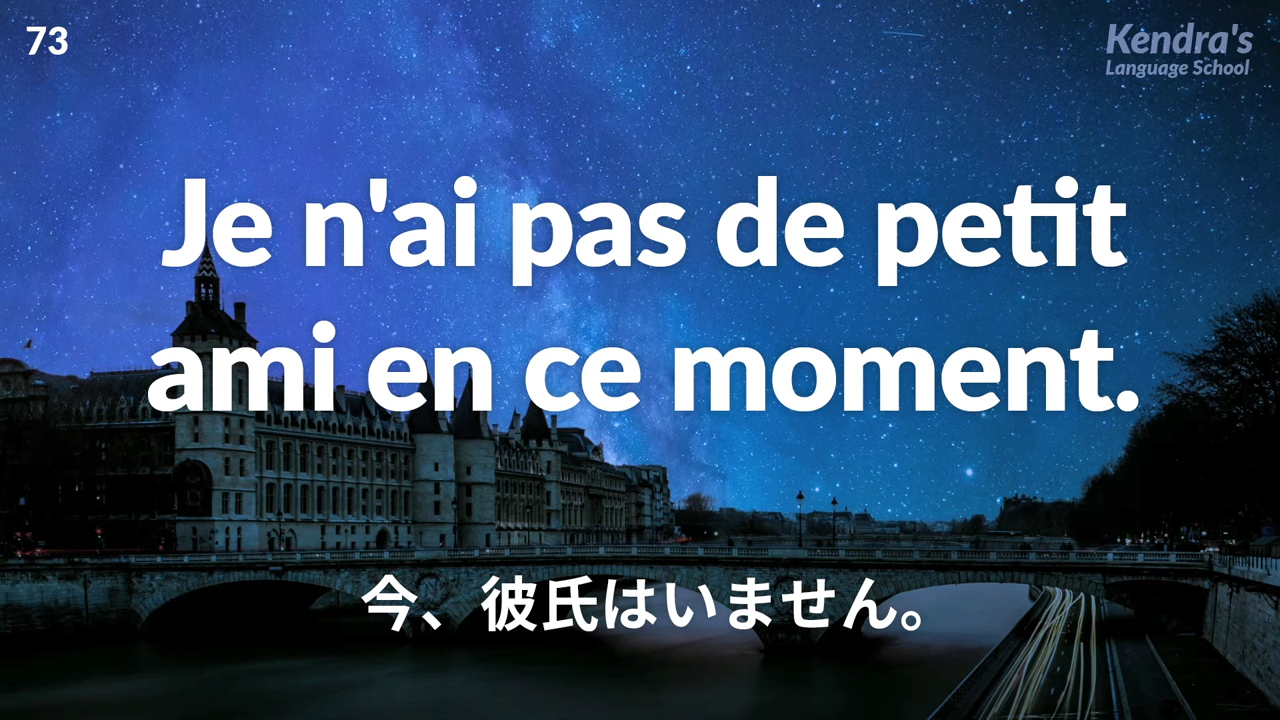 73
Kendra's
Language School
Je n'ai pas de petit
ami en ce moment.
今、彼氏はいません。